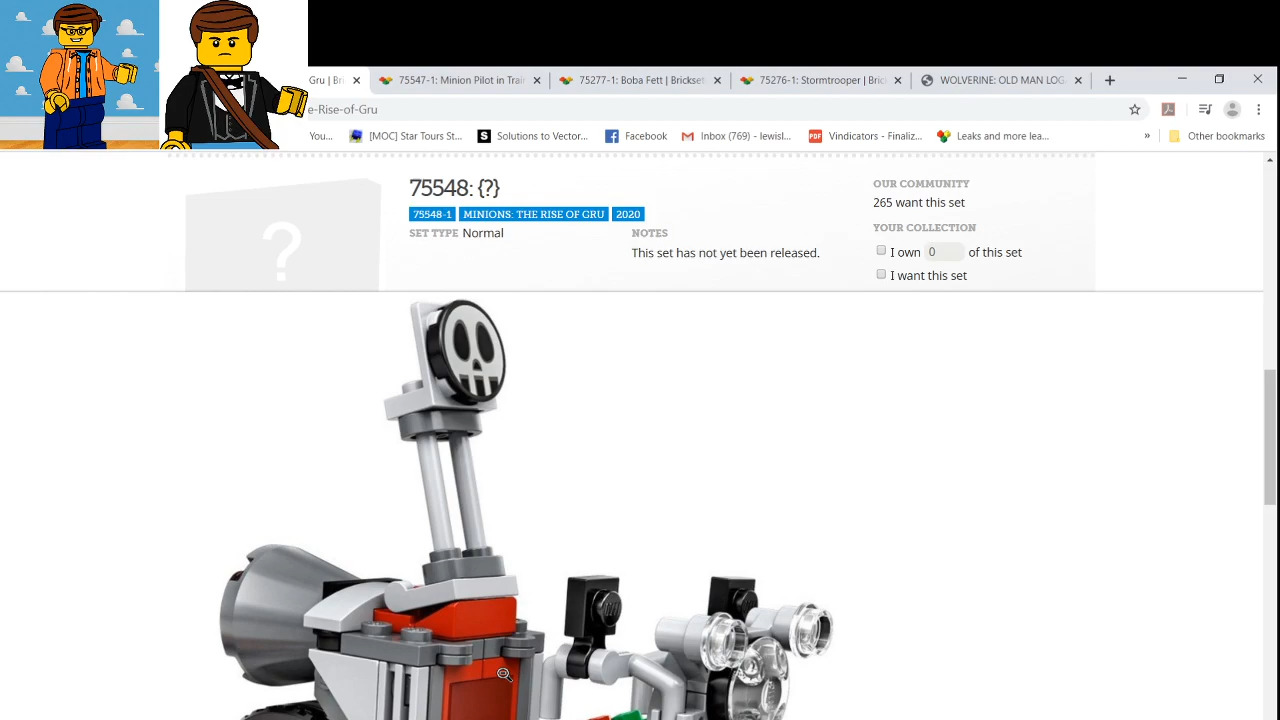 Gru | Bri
75547-1: Minion Pilot in Train
75277-1: Boba Fett | Brickset
75276-1: Stormtrooper | Bric
WOLVERINE: OLD MAN LOGA
e-Rise-of-Gru
You...
[MOC] Star Tours St...
S
Solutions to Vector...
Facebook
Inbox (769) - lewisl...
PDF
Vindicators - Finaliz...
Leaks and more lea...
»
Other bookmarks
?
75548: {?}
75548-1 MINIONS: THE RISE OF GRU 2020
SET TYPE Normal
NOTES
This set has not yet been released.
OUR COMMUNITY
265 want this set
YOUR COLLECTION
I own 0 of this set
I want this set